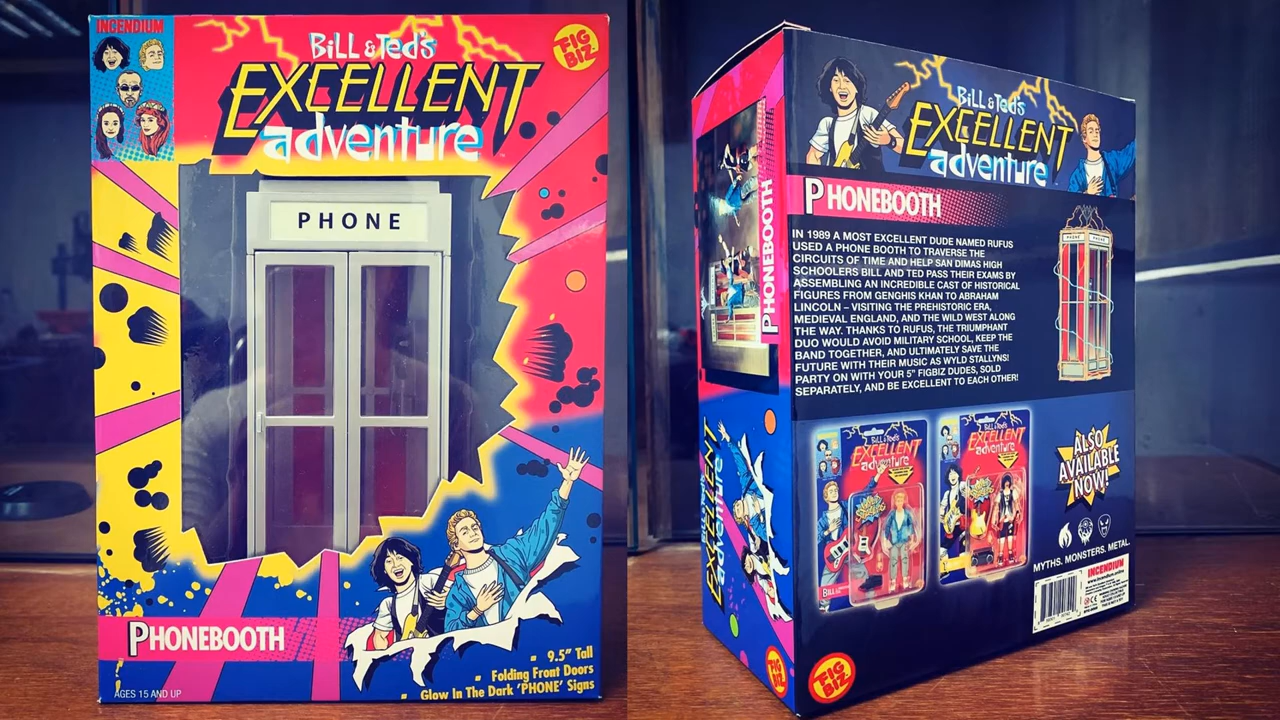 INCENDIUM
BiLL & Ted's
EXCELLENT
adventure
FIG
BIZ
PHONE
PHONEBOOTH
9.5" Tall
Folding Front Doors
Glow In The Dark 'PHONE' Signs
AGES 15 AND UP
BiLL & Ted's
EXCELLENT
adventure
PHONEBOOTH
IN 1989 A MOST EXCELLENT DUDE NAMED RUFUS
USED A PHONE BOOTH TO TRAVERSE THE
CIRCUITS OF TIME AND HELP SAN DIMAS HIGH
SCHOOLERS BILL AND TED PASS THEIR EXAMS BY
ASSEMBLING AN INCREDIBLE CAST OF HISTORICAL
FIGURES FROM GENGHIS KHAN TO ABRAHAM
LINCOLN - VISITING THE PREHISTORIC ERA,
MEDIEVAL ENGLAND, AND THE WILD WEST ALONG
THE WAY. THANKS TO RUFUS, THE TRIUMPHANT
DUO WOULD AVOID MILITARY SCHOOL, KEEP THE
BAND TOGETHER, AND ULTIMATELY SAVE THE
FUTURE WITH THEIR MUSIC AS WYLD STALLYNS!
PARTY ON WITH YOUR 5" FIGBIZ DUDES, SOLD
SEPARATELY, AND BE EXCELLENT TO EACH OTHER!
PHONE PHONE
PHONEBOOTH
EXCELLENT
adventure
BiLL & Ted's
EXCELLENT
adventure
BILL
BiLL & Ted's
EXCELLENT
adventure
ALSO
AVAILABLE
NOW!
MYTHS. MONSTERS. METAL.
INCENDIUM
FIG
BIZ
FIG
BIZ